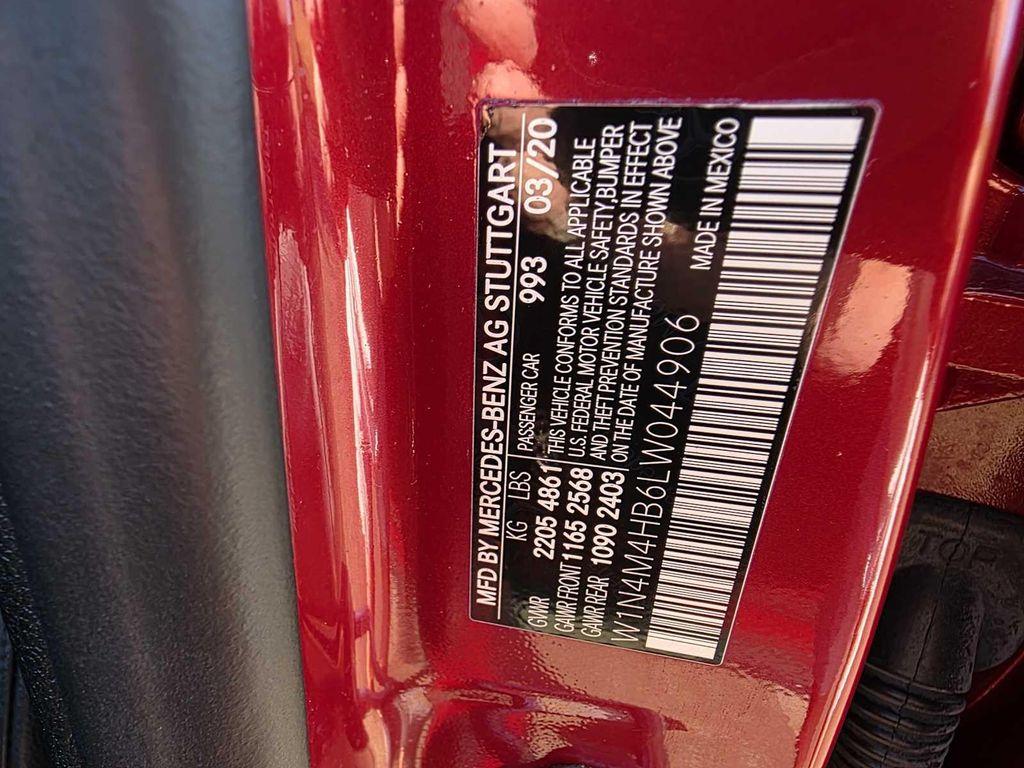 MFD BY MERCEDES-BENZ AG STUTTGART
KG LBS PASSENGER CAR 993 03//20
GWR 2205 4861
GAWR FRONT 1165 2568
GAWR REAR 1090 2403
THIS VEHICLE CONFORMS TO ALL APPLICABLE
U.S. FEDERAL MOTOR VEHICLE SAFETY, BUMPER
AND THEFT PREVENTION STANDARDS IN EFFECT
ON THE DATE OF MANUFACTURE SHOWN ABOVE
W1N4M4HB6LW044906
MADE IN MEXICO
TOP